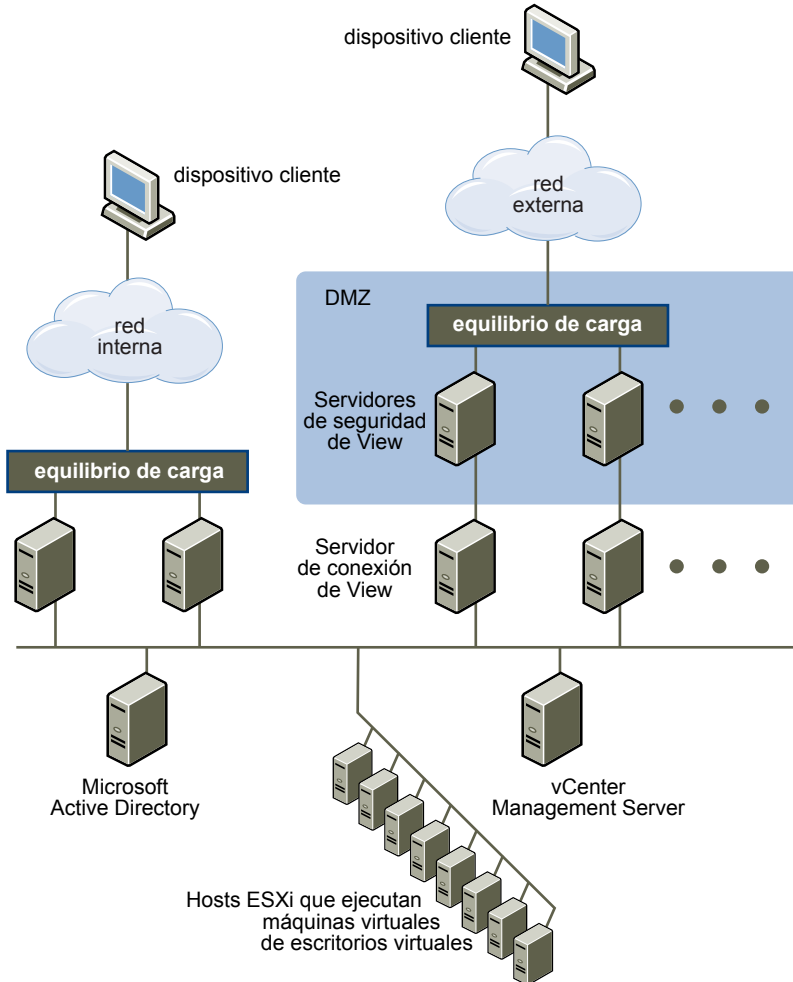 dispositivo cliente
dispositivo cliente
red
externa
red
interna
DMZ
equilibrio de carga
Servidores
de seguridad
de View
equilibrio de carga
Servidor
de conexión
de View
Microsoft
Active Directory
vCenter
Management Server
Hosts ESXi que ejecutan
máquinas virtuales
de escritorios virtuales